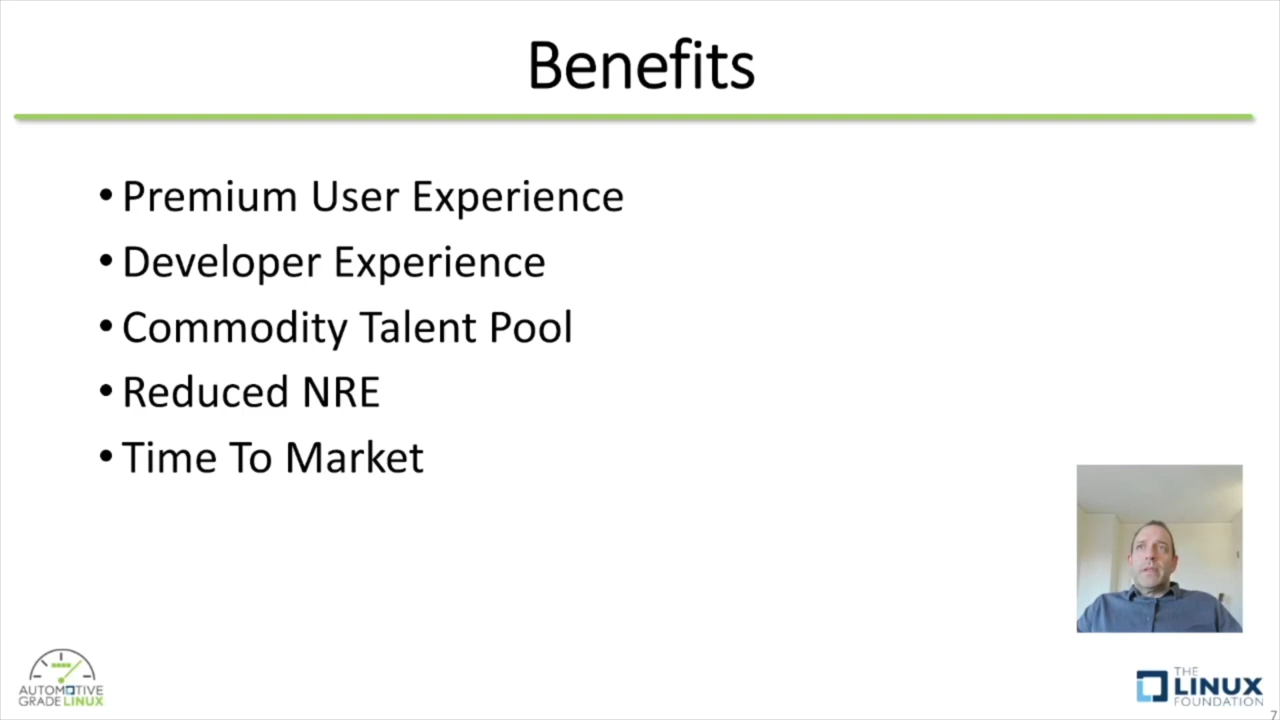 Benefits
• Premium User Experience
• Developer Experience
• Commodity Talent Pool
• Reduced NRE
• Time To Market
AUTOMOTIVE
GRADE LINUX
THE
LINUX
FOUNDATION
7